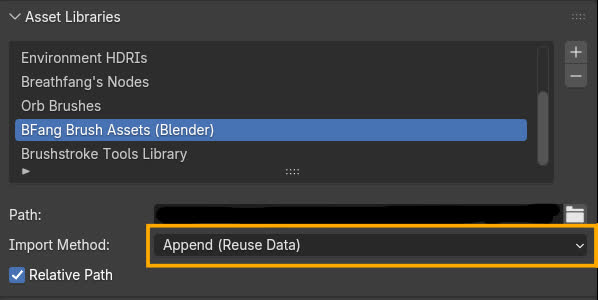 Asset Libraries
Environment HDRIs
Breathfang's Nodes
Orb Brushes
BFang Brush Assets (Blender)
Brushstroke Tools Library
Path:
Import Method: Append (Reuse Data)
Relative Path